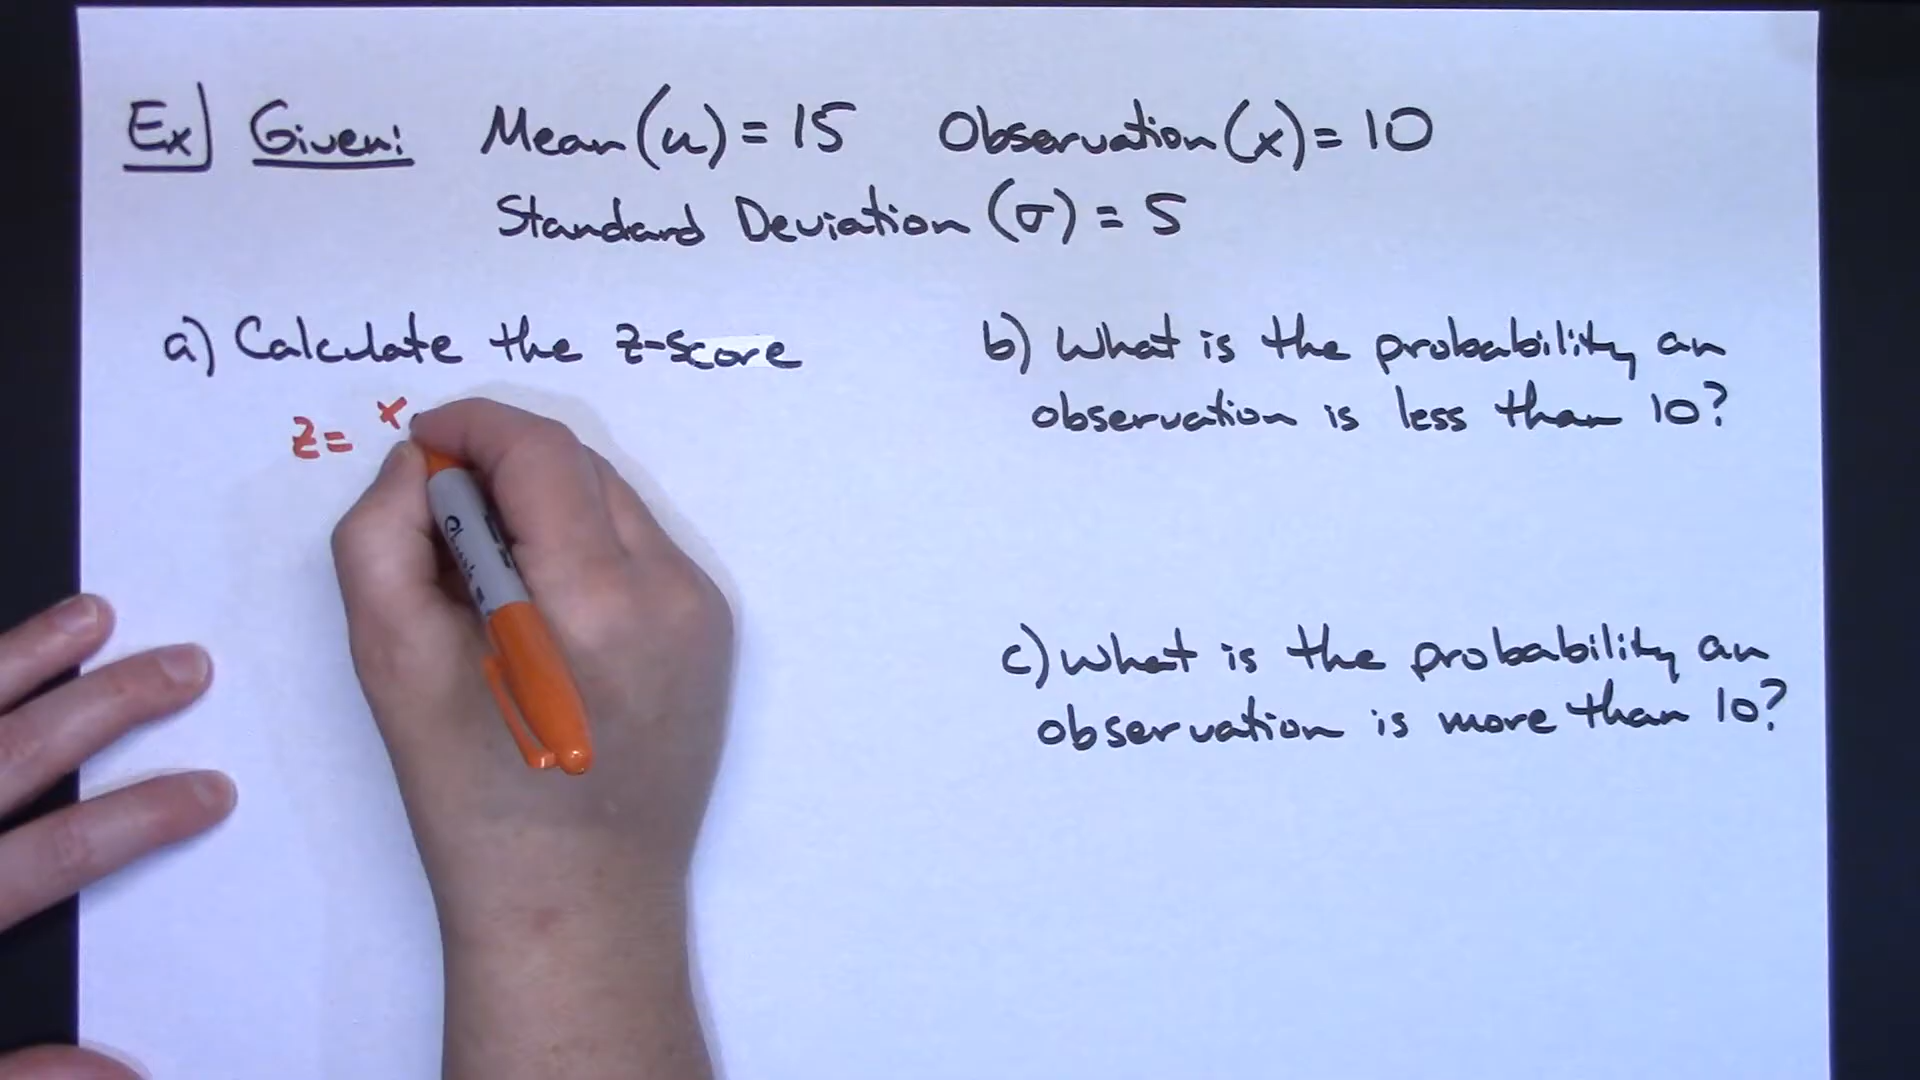 Ex Given: Mean (u) = 15 Observation (x) = 10
Standard Deviation (σ) = 5
a) Calculate the z-score
z = x
b) What is the probability an
observation is less than 10?
c) What is the probability an
observation is more than 10?